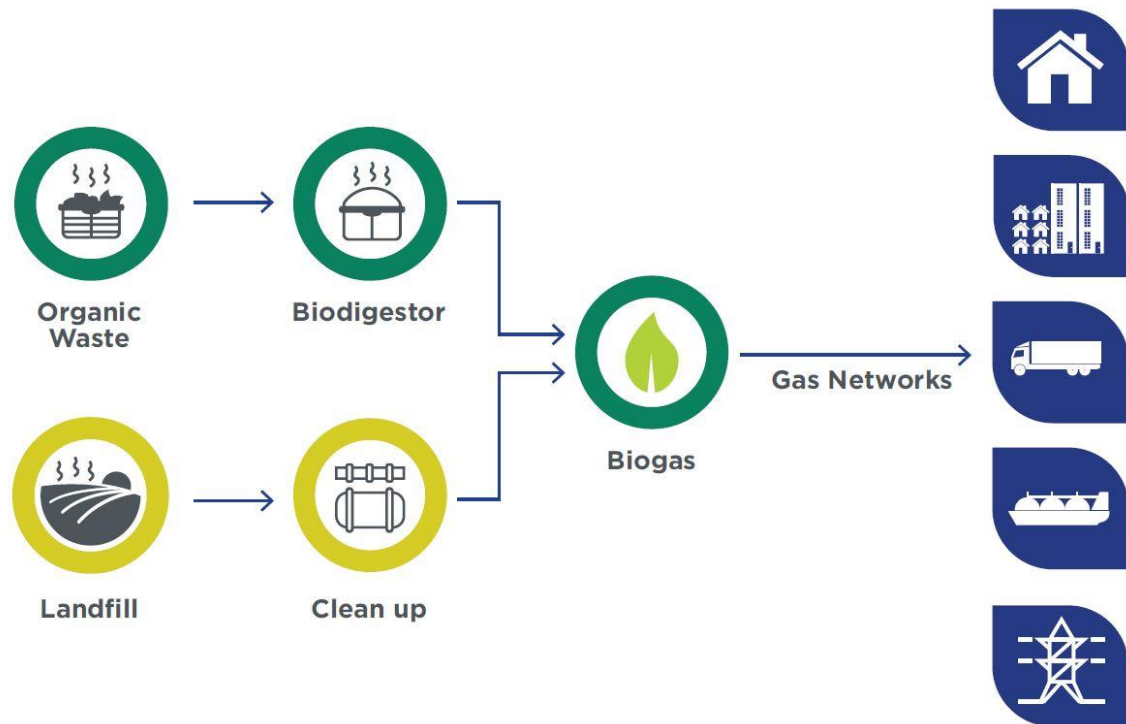 Organic
Waste
Biodigestor
Landfill
Clean up
Biogas
Gas Networks